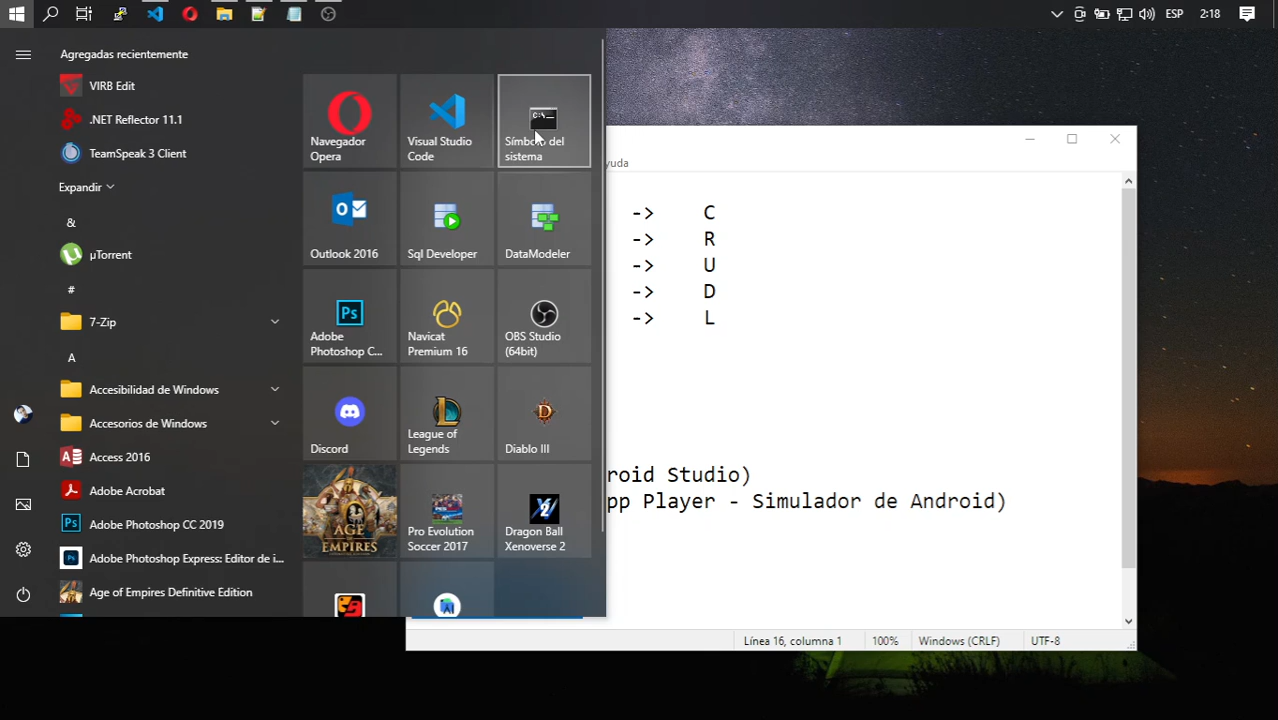 ESP
2:18
Agregadas recientemente
VIRB Edit
.NET Reflector 11.1
TeamSpeak 3 Client
Expandir
&
µTorrent
#
7-Zip
A
Accesibilidad de Windows
Accesorios de Windows
Access 2016
Adobe Acrobat
Adobe Photoshop CC 2019
Adobe Photoshop Express: Editor de i...
Age of Empires Definitive Edition
Navegador
Opera
Visual Studio
Code
C:\
Símbolo del
sistema
Outlook 2016
Sql Developer
DataModeler
Ps
Adobe
Photoshop C...
Navicat
Premium 16
OBS Studio
(64bit)
Discord
League of
Legends
Diablo III
AGE
OF
EMPIRES
Pro Evolution
Soccer 2017
Dragon Ball
Xenoverse 2
yuda
-> C
-> R
-> U
-> D
-> L
roid Studio)
pp Player - Simulador de Android)
Línea 16, columna 1
100%
Windows (CRLF)
UTF-8